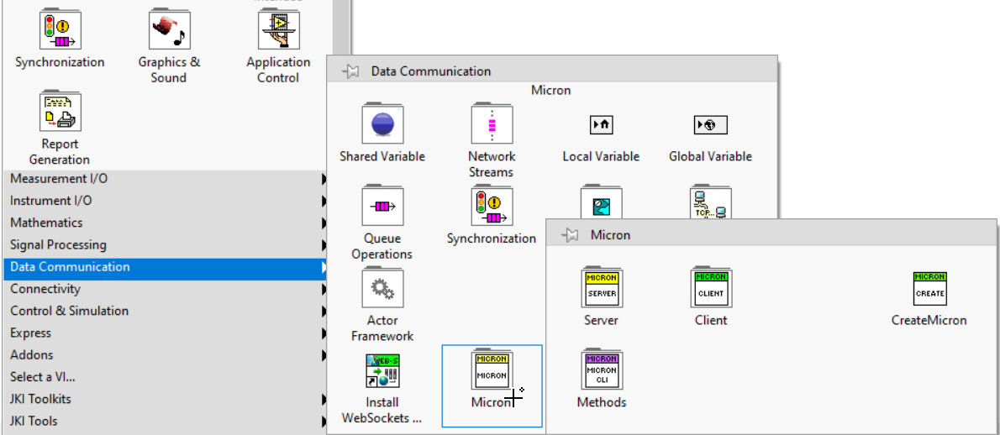 Synchronization
Graphics &
Sound
Application
Control
Report
Generation
Measurement I/O
Instrument I/O
Mathematics
Signal Processing
Data Communication
Connectivity
Control & Simulation
Express
Addons
Select a VI...
JKI Toolkits
JKI Tools
Data Communication
Micron
Shared Variable
Network
Streams
Local Variable
Global Variable
Queue
Operations
Synchronization
TCP...
Actor
Framework
WEB-S
Install
WebSockets ...
MICRON
MICRON
Micron
Micron
MICRON
SERVER
Server
MICRON
CLIENT
Client
MICRON
CREATE
CreateMicron
MICRON
MICRON
CLI
Methods